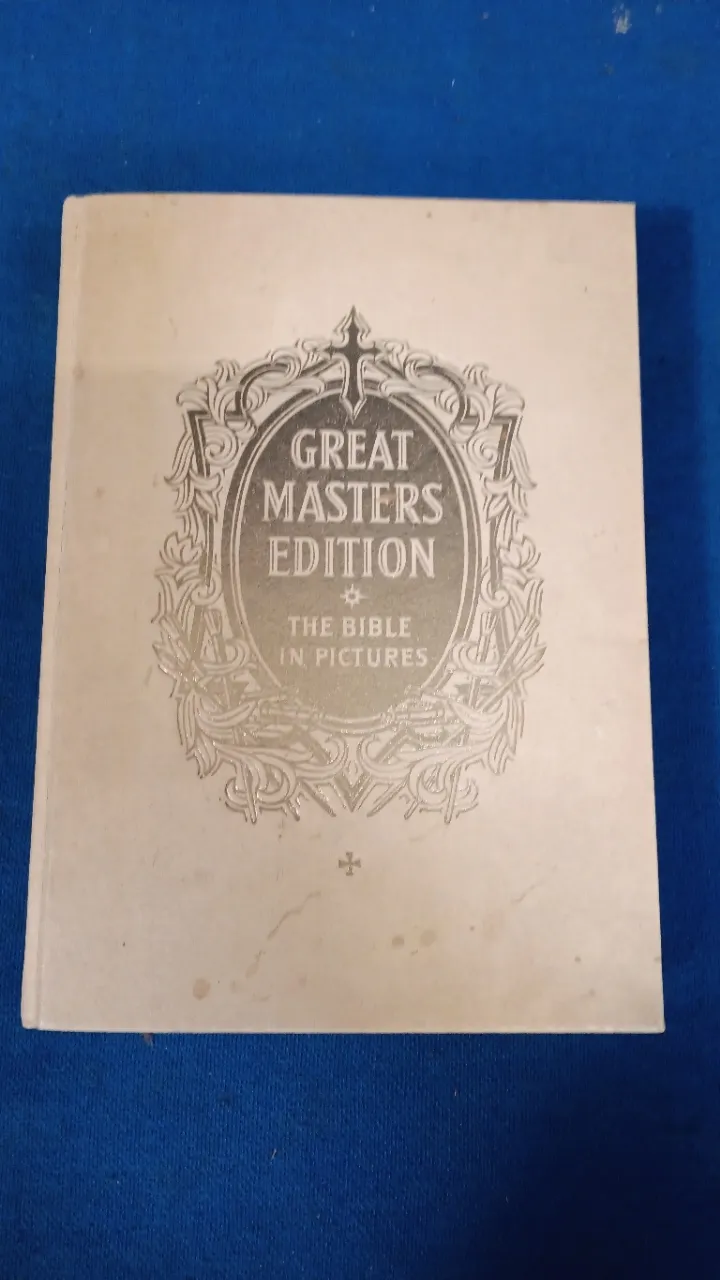 GREAT
MASTERS
EDITION
THE BIBLE
IN PICTURES